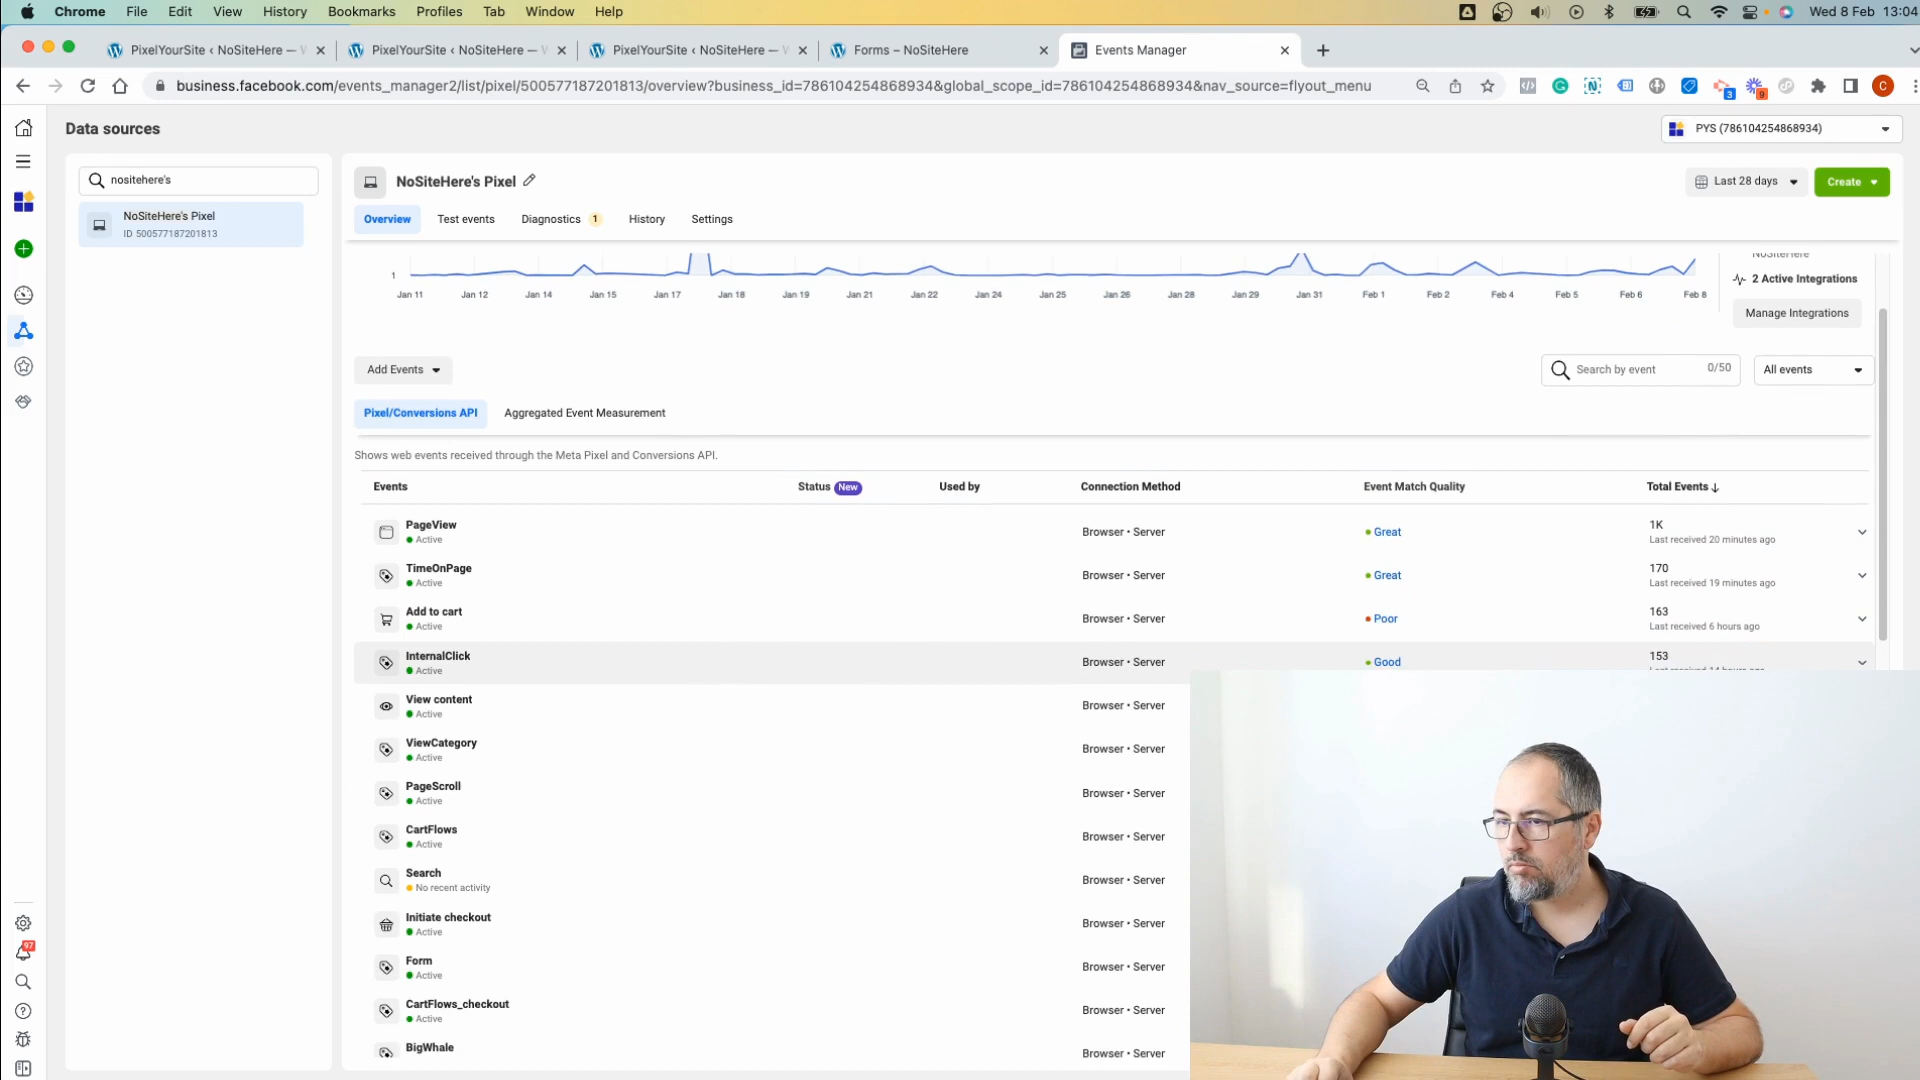 Chrome File Edit View History Bookmarks Profiles Tab Window Help Wed 8 Feb 13:04
PixelYourSite ‹ NoSiteHere — W PixelYourSite ‹ NoSiteHere — W PixelYourSite ‹ NoSiteHere — W Forms – NoSiteHere Events Manager
business.facebook.com/events_manager2/list/pixel/500577187201813/overview?business_id=786104254868934&global_scope_id=786104254868934&nav_source=flyout_menu
3 9 C
Data sources
PYS (786104254868934)
nositehere's
NoSiteHere's Pixel
ID 500577187201813
NoSiteHere's Pixel
Last 28 days
Create
Overview Test events Diagnostics 1 History Settings
NoSiteHere
1
2 Active Integrations
Jan 11 Jan 12 Jan 14 Jan 15 Jan 17 Jan 18 Jan 19 Jan 21 Jan 22 Jan 24 Jan 25 Jan 26 Jan 28 Jan 29 Jan 31 Feb 1 Feb 2 Feb 4 Feb 5 Feb 6 Feb 8
Manage Integrations
Add Events
Search by event 0/50
All events
Pixel/Conversions API Aggregated Event Measurement
Shows web events received through the Meta Pixel and Conversions API.
Events Status New Used by Connection Method Event Match Quality Total Events
PageView Browser • Server Great 1K
Active Last received 20 minutes ago
TimeOnPage Browser • Server Great 170
Active Last received 19 minutes ago
Add to cart Browser • Server Poor 163
Active Last received 6 hours ago
InternalClick Browser • Server Good 153
Active Last received 14 hours ago
View content Browser • Server
Active
ViewCategory Browser • Server
Active
PageScroll Browser • Server
Active
CartFlows Browser • Server
Active
Search Browser • Server
No recent activity
Initiate checkout Browser • Server
Active
Form Browser • Server
Active
CartFlows_checkout Browser • Server
Active
BigWhale Browser • Server
97